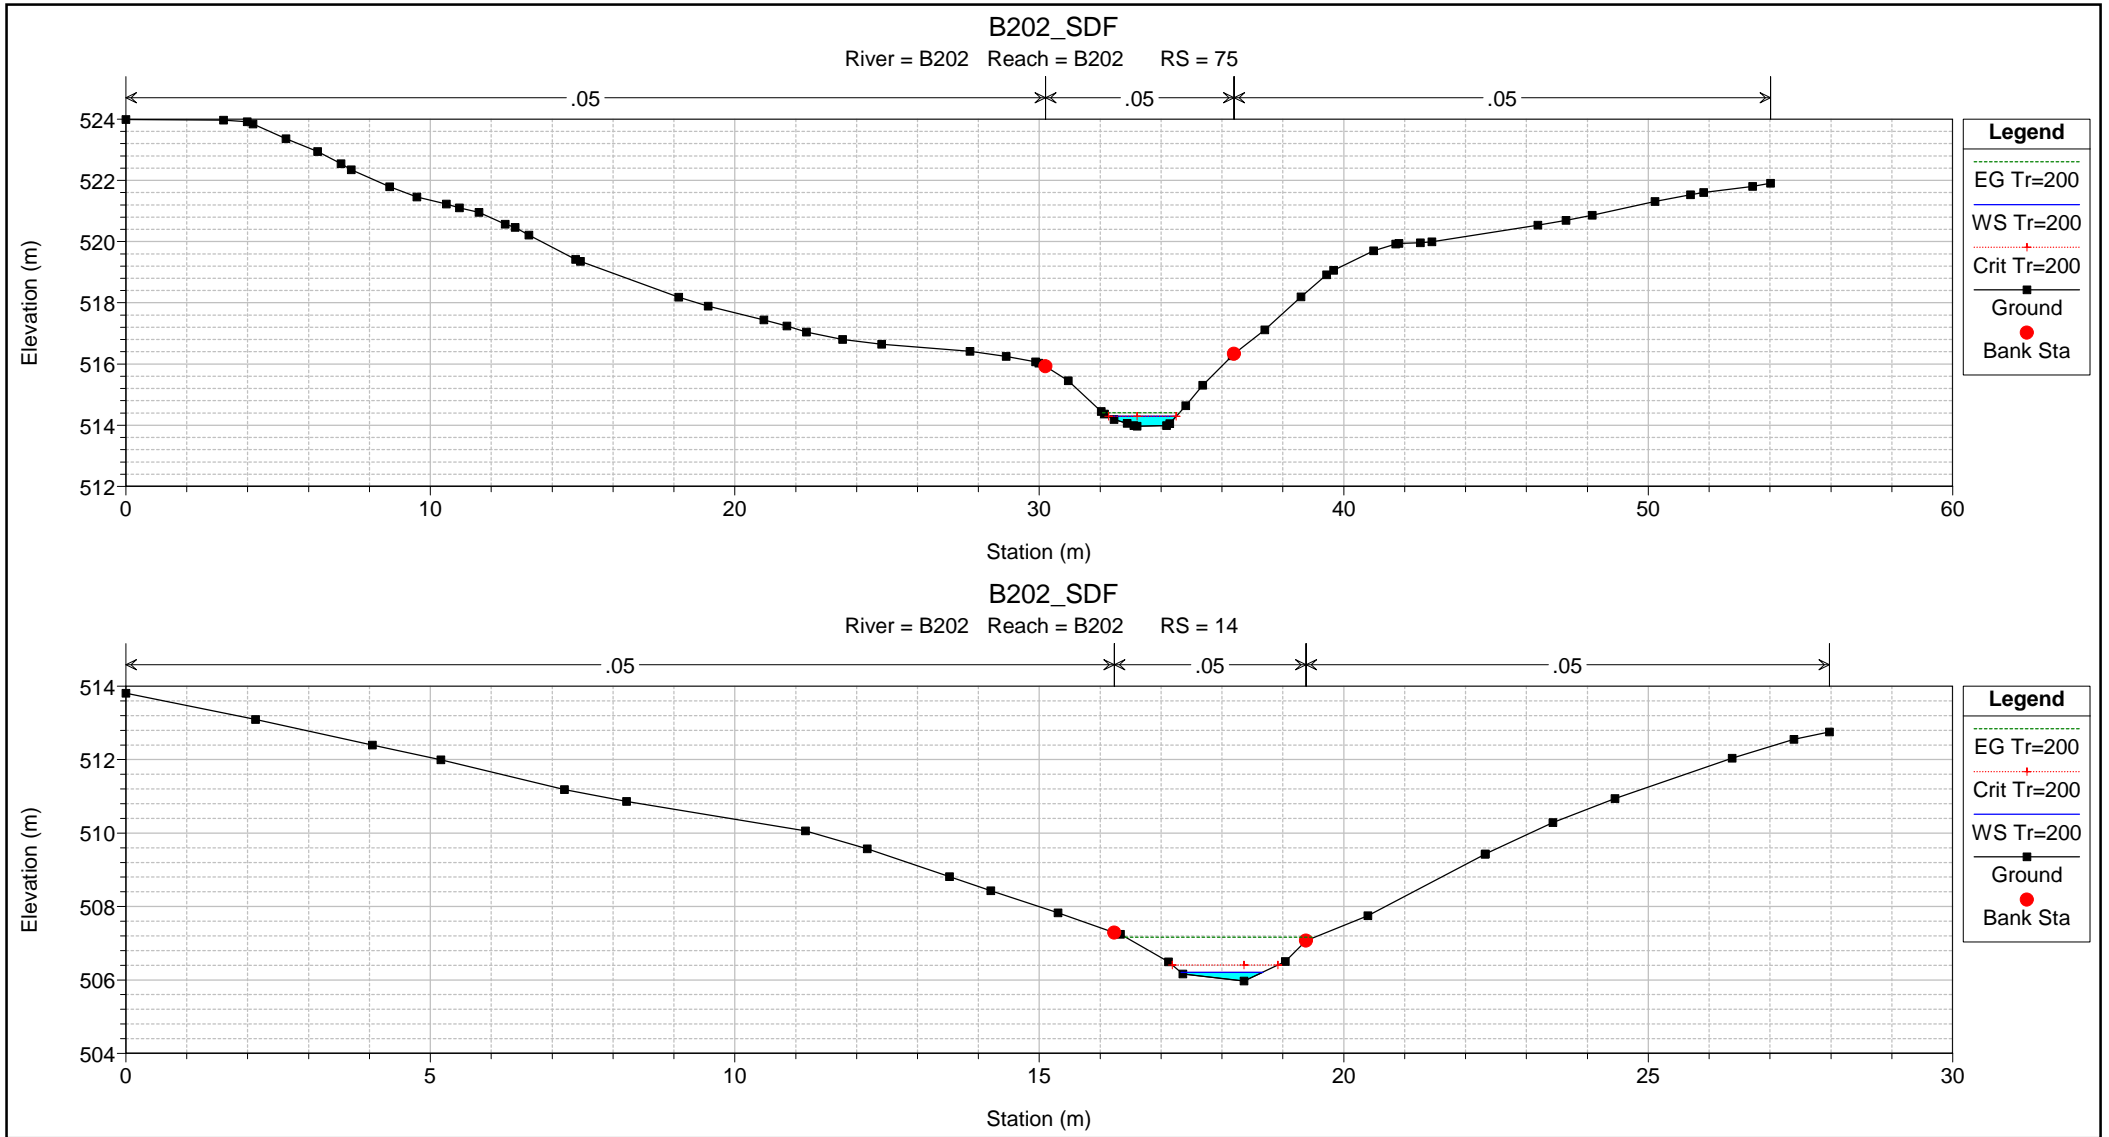 B202_SDF
River = B202 Reach = B202 RS = 75
.05 .05 .05
524
522
520
518
516
514
512
Elevation (m)
0 10 20 30 40 50 60
Station (m)
Legend
EG Tr=200
WS Tr=200
Crit Tr=200
Ground
Bank Sta
B202_SDF
River = B202 Reach = B202 RS = 14
.05 .05 .05
514
512
510
508
506
504
Elevation (m)
0 5 10 15 20 25 30
Station (m)
Legend
EG Tr=200
Crit Tr=200
WS Tr=200
Ground
Bank Sta